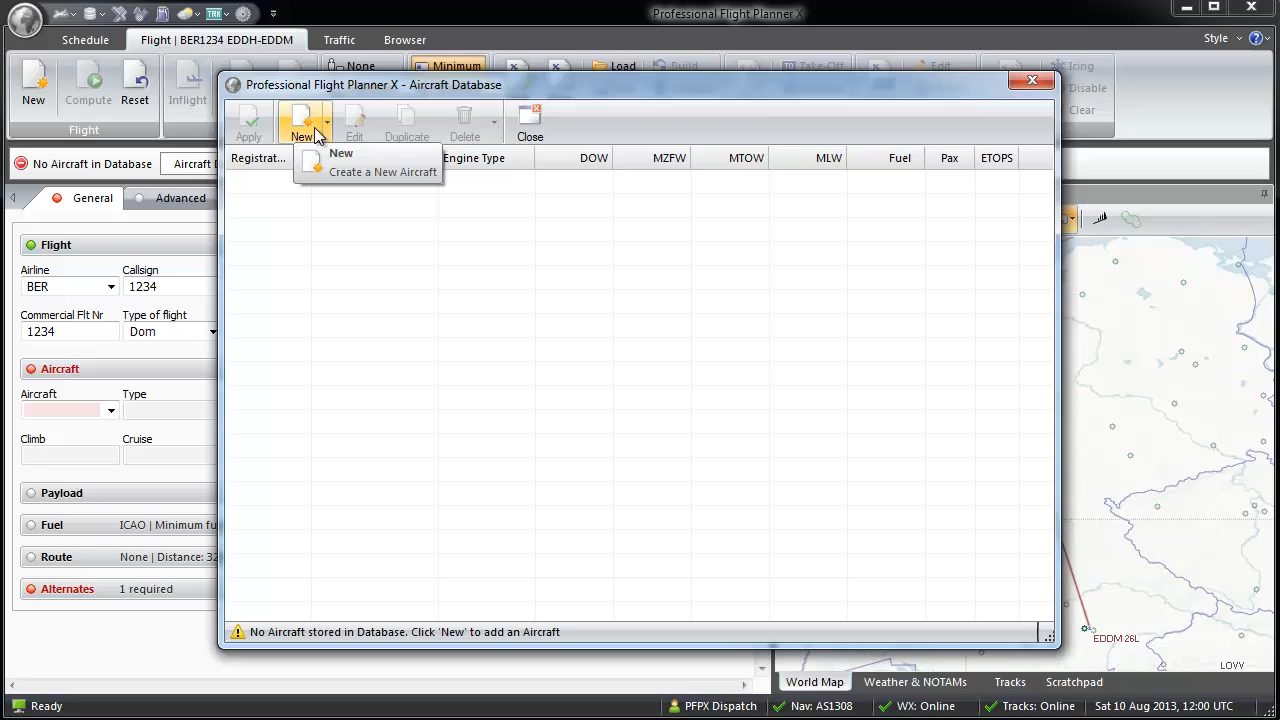 Professional Flight Planner X
TRK
Schedule
Flight | BER1234 EDDH-EDDM
Traffic
Browser
Style
New
Compute
Reset
Inflight
None
Minimum
Load
Build
Take-Off
Edit
Icing
Disable
Clear
Flight
Professional Flight Planner X - Aircraft Database
Apply
New
Edit
Duplicate
Delete
Close
New
Create a New Aircraft
No Aircraft in Database
Aircraft D
Registrat...
Engine Type
DOW
MZFW
MTOW
MLW
Fuel
Pax
ETOPS
General
Advanced
Flight
Airline
Callsign
BER
1234
Commercial Flt Nr
Type of flight
1234
Dom
Aircraft
Aircraft
Type
Climb
Cruise
Payload
Fuel
ICAO | Minimum fu
Route
None | Distance: 32
Alternates
1 required
No Aircraft stored in Database. Click 'New' to add an Aircraft
EDDM 26L
LOVV
World Map
Weather & NOTAMs
Tracks
Scratchpad
Ready
PFPX Dispatch
Nav: AS1308
WX: Online
Tracks: Online
Sat 10 Aug 2013, 12:00 UTC